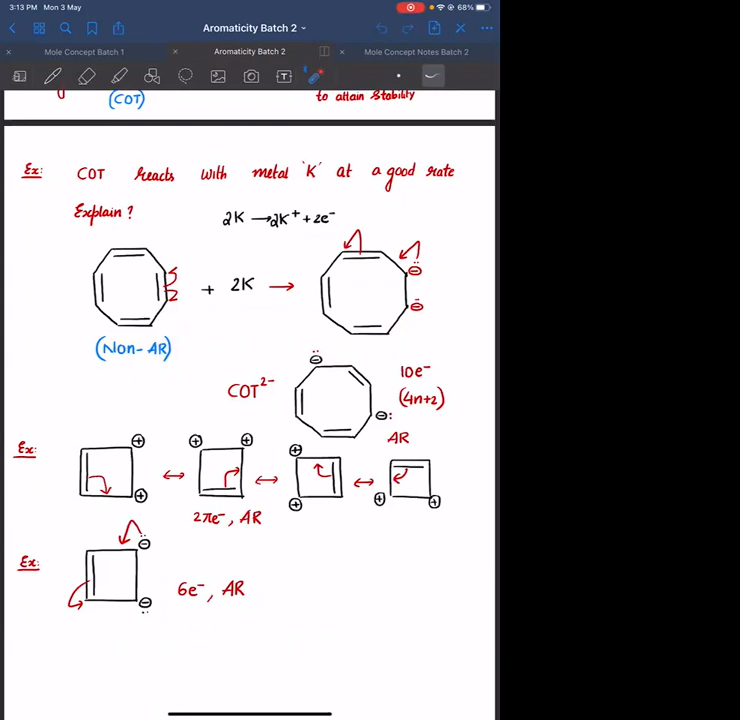 3:13 PM Mon 3 May
68%
Aromaticity Batch 2
Mole Concept Batch 1
Aromaticity Batch 2
Mole Concept Notes Batch 2
(COT)
to attain stability
Ex: COT reacts with metal 'K' at a good rate
Explain?
2K → 2K⁺ + 2e⁻
+ 2K →
(Non-AR)
COT²⁻
10e⁻
(4n+2)
AR
Ex:
2πe⁻, AR
Ex:
6e⁻, AR